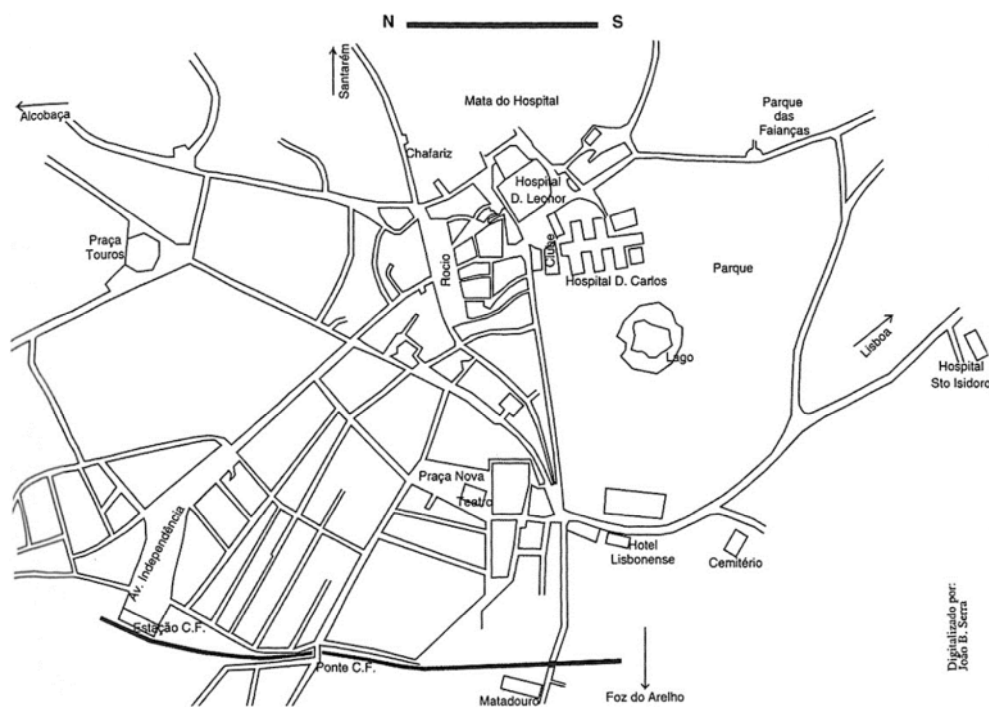 N S
Santarém
Alcobaça
Mata do Hospital
Parque
das
Faianças
Chafariz
Hospital
D. Leonor
Praça
Touros
Rocio
Clube
Hospital D. Carlos
Parque
Lago
Lisboa
Hospital
Sto Isidoro
Praça Nova
Teatro
Av. Independência
Hotel
Lisbonense
Cemitério
Estação C.F.
Ponte C.F.
Matadouro
Foz do Arelho
Digitalizado por:
João B. Serra